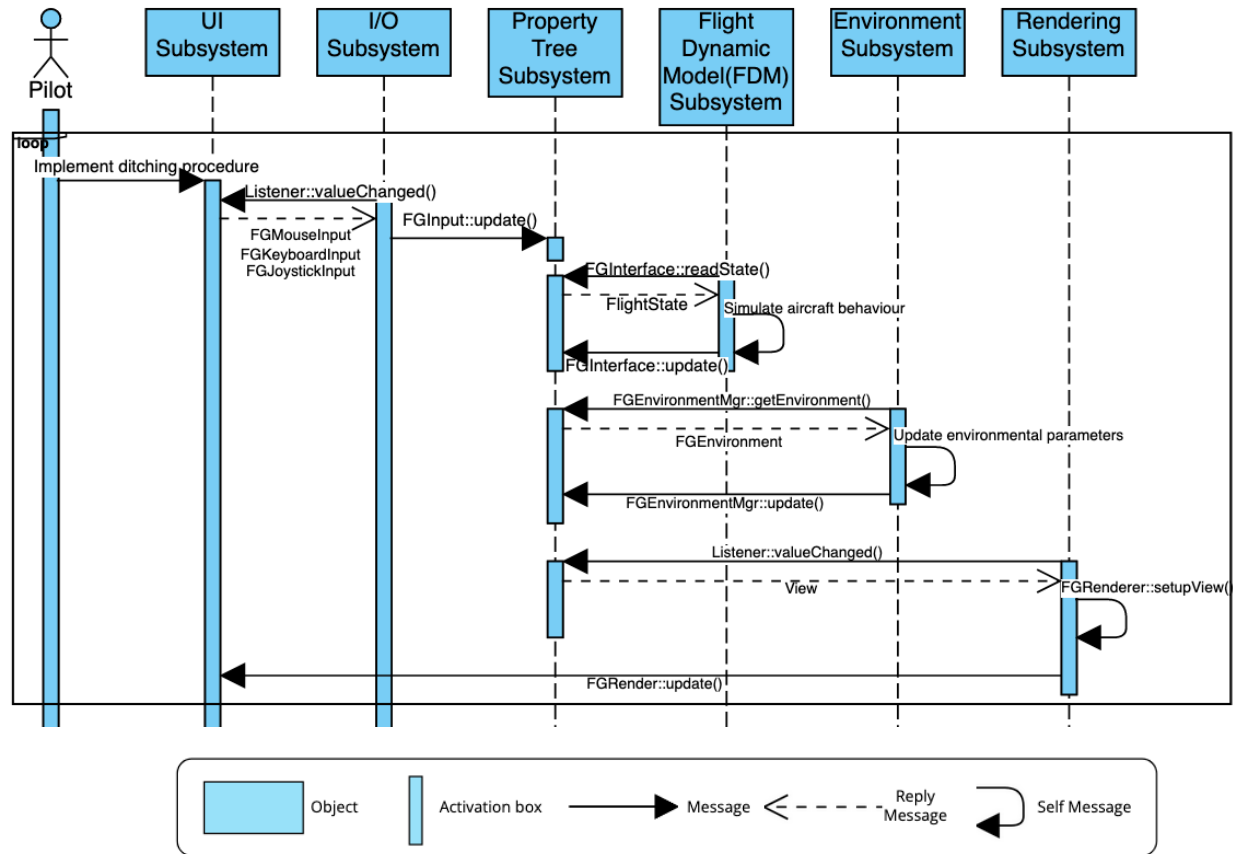 Pilot
UI
Subsystem
I/O
Subsystem
Property
Tree
Subsystem
Flight
Dynamic
Model(FDM)
Subsystem
Environment
Subsystem
Rendering
Subsystem
loop
Implement ditching procedure
Listener::valueChanged()
FGMouseInput
FGKeyboardInput
FGJoystickInput
FGInput::update()
FGInterface::readState()
FlightState
Simulate aircraft behaviour
FGInterface::update()
FGEnvironmentMgr::getEnvironment()
FGEnvironment
Update environmental parameters
FGEnvironmentMgr::update()
Listener::valueChanged()
View
FGRenderer::setupView()
FGRender::update()
Object
Activation box
Message
Reply
Message
Self Message